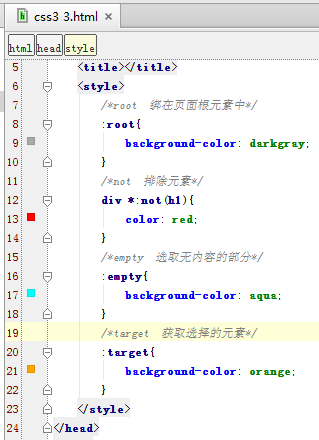 css3 3.html
html head style
5 <title></title>
6 <style>
7 /*root 绑在页面根元素中*/
8 :root{
9 background-color: darkgray;
10 }
11 /*not 排除元素*/
12 div *:not(h1){
13 color: red;
14 }
15 /*empty 选取无内容的部分*/
16 :empty{
17 background-color: aqua;
18 }
19 /*target 获取选择的元素*/
20 :target{
21 background-color: orange;
22 }
23 </style>
24 </head>